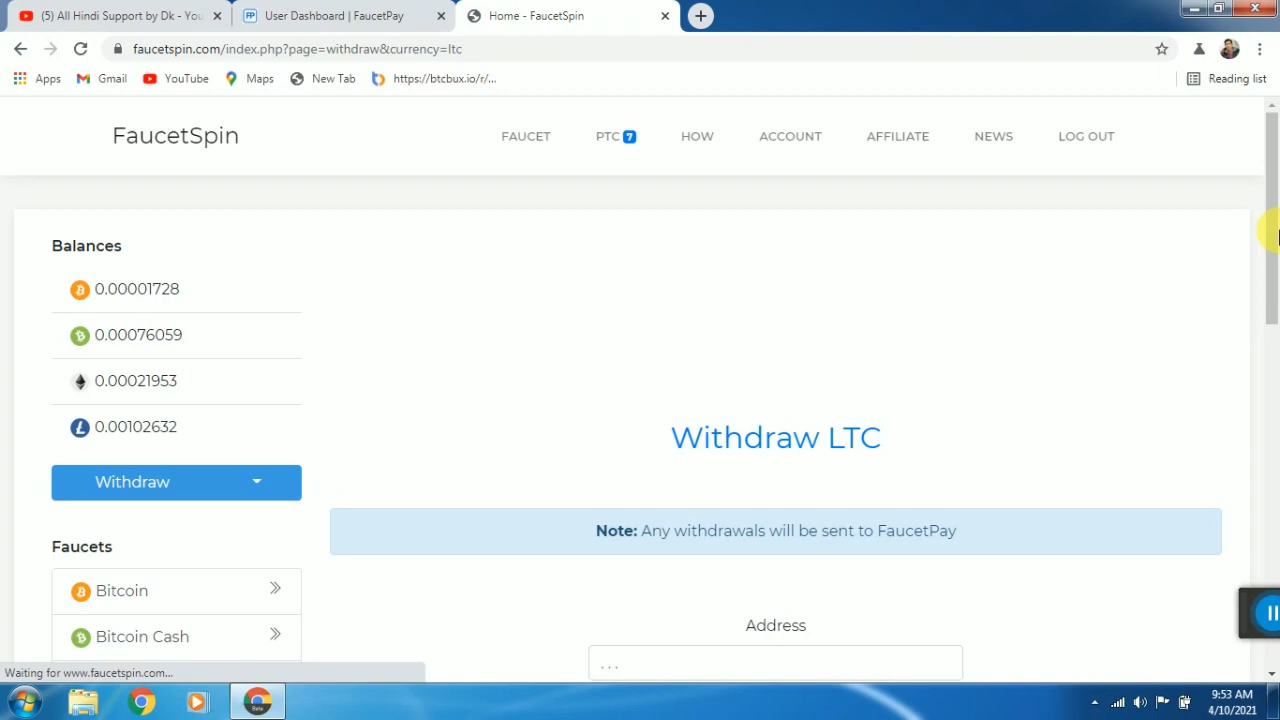 (5) All Hindi Support by Dk - You
User Dashboard | FaucetPay
Home - FaucetSpin
faucetspin.com/index.php?page=withdraw&currency=ltc
Apps
Gmail
YouTube
Maps
New Tab
https://btcbux.io/r/...
Reading list
FaucetSpin
FAUCET
PTC 7
HOW
ACCOUNT
AFFILIATE
NEWS
LOG OUT
Balances
0.00001728
0.00076059
0.00021953
0.00102632
Withdraw
Faucets
Bitcoin
Bitcoin Cash
Withdraw LTC
Note: Any withdrawals will be sent to FaucetPay
Address
...
Waiting for www.faucetspin.com...
Beta
9:53 AM
4/10/2021